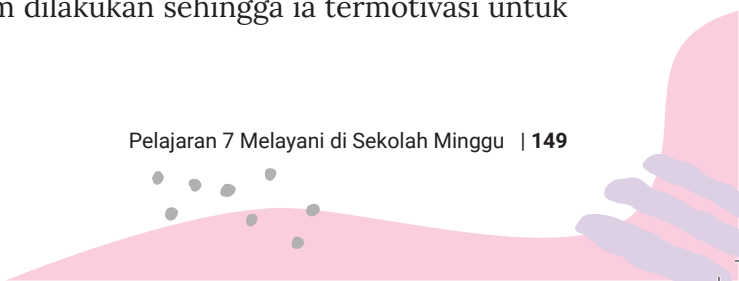 dilakukan sehingga ia termotivasi untuk
Pelajaran 7 Melayani di Sekolah Minggu | 149